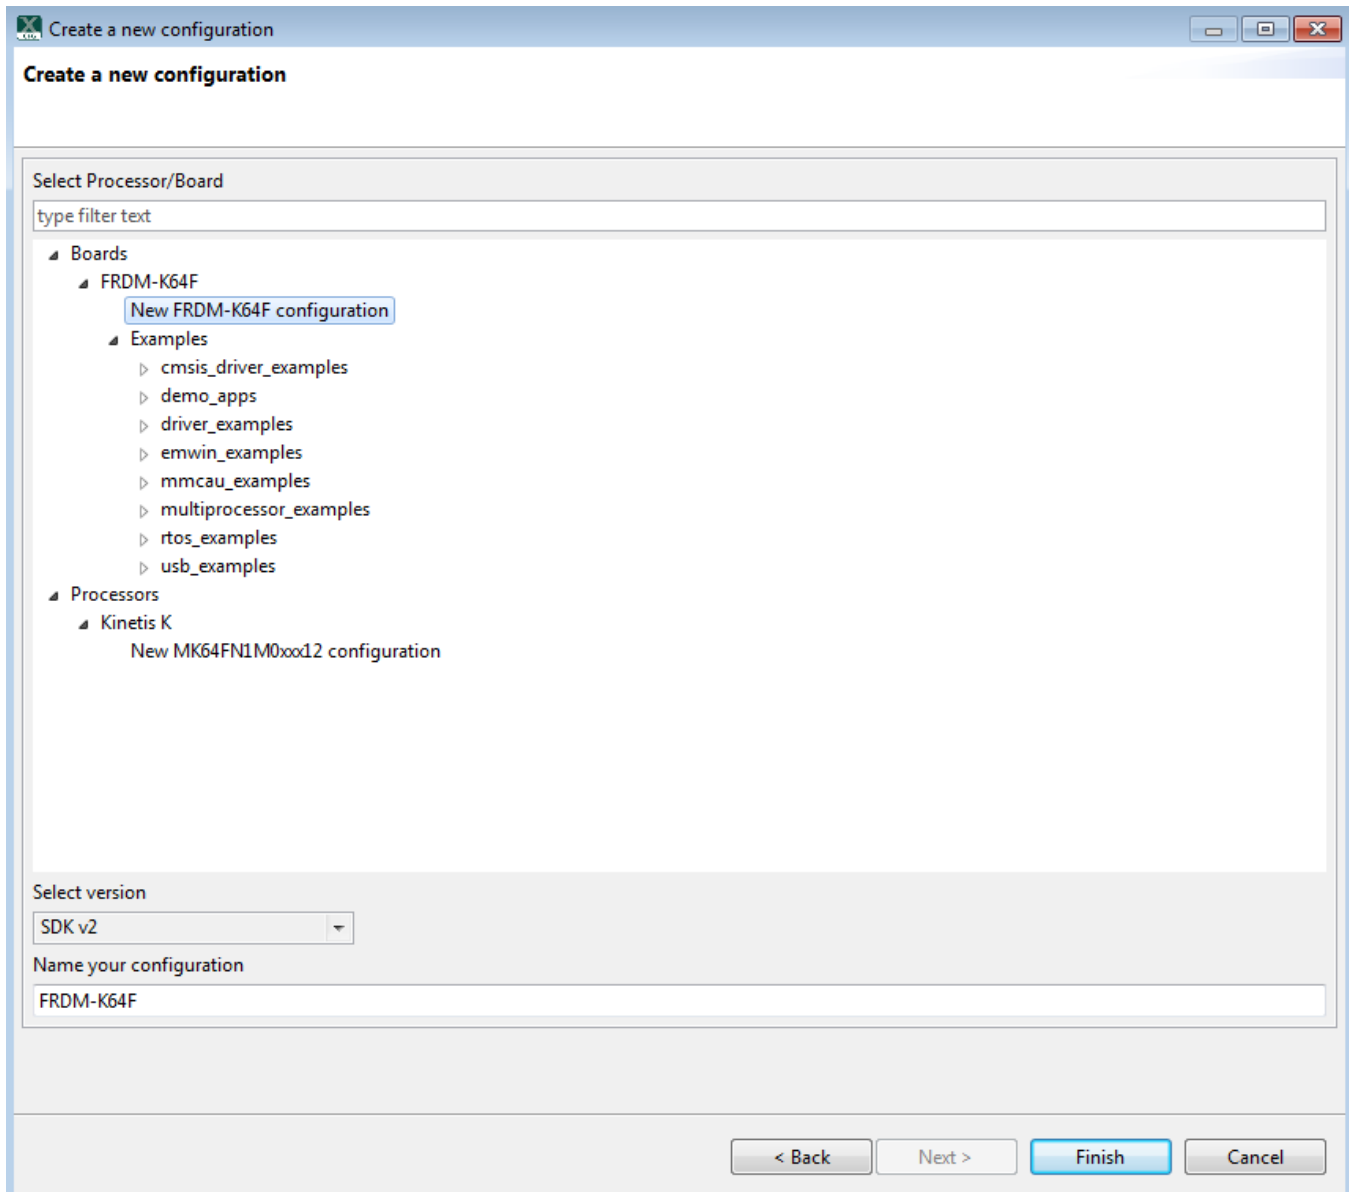 Create a new configuration
Create a new configuration
Select Processor/Board
type filter text
Boards
FRDM-K64F
New FRDM-K64F configuration
Examples
cmsis_driver_examples
demo_apps
driver_examples
emwin_examples
mmcau_examples
multiprocessor_examples
rtos_examples
usb_examples
Processors
Kinetis K
New MK64FN1M0xxx12 configuration
Select version
SDK v2
Name your configuration
FRDM-K64F
< Back Next > Finish Cancel